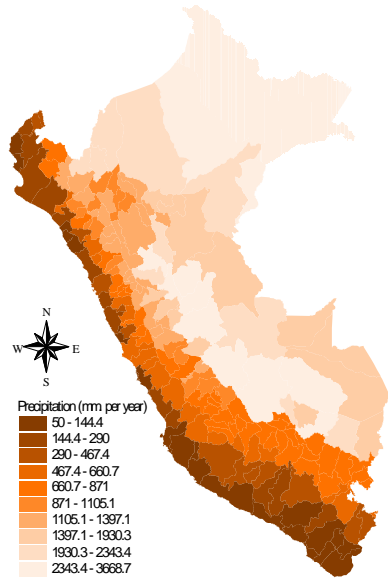 N
W E
S
Precipitation (mm per year)
50 - 144.4
144.4 - 290
290 - 467.4
467.4 - 660.7
660.7 - 871
871 - 1105.1
1105.1 - 1397.1
1397.1 - 1930.3
1930.3 - 2343.4
2343.4 - 3668.7